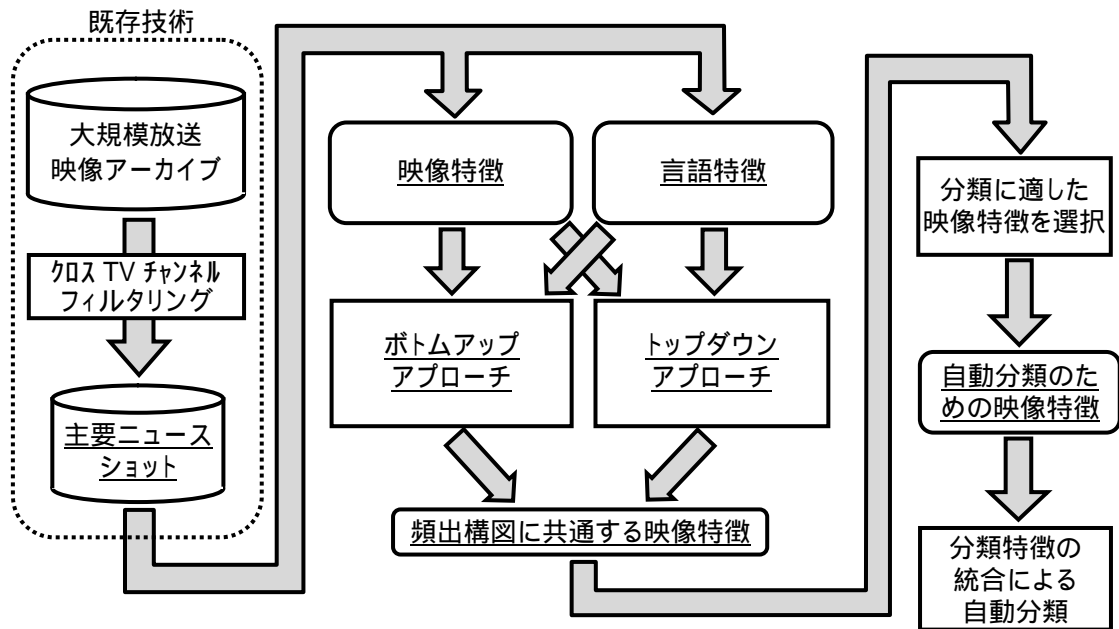 既存技術
大規模放送
映像アーカイブ
クロス TV チャンネル
フィルタリング
主要ニュース
ショット
映像特徴
言語特徴
ボトムアップ
アプローチ
トップダウン
アプローチ
頻出構図に共通する映像特徴
分類に適した
映像特徴を選択
自動分類のた
めの映像特徴
分類特徴の
統合による
自動分類